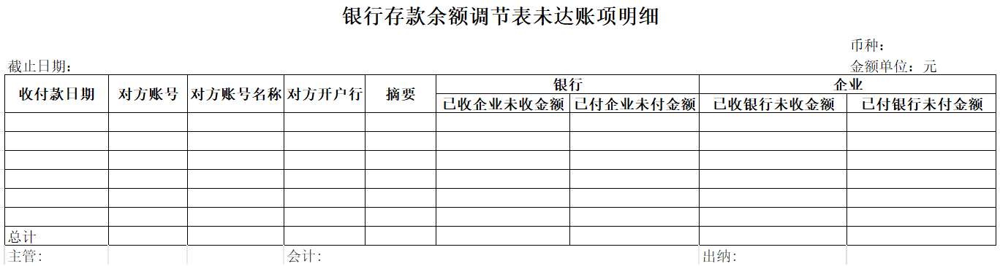 银行存款余额调节表未达账项明细
币种：
截止日期： 金额单位：元
收付款日期 对方账号 对方账号名称 对方开户行 摘要 银行 企业
已收企业未收金额 已付企业未付金额 已收银行未收金额 已付银行未付金额
总计
主管： 会计： 出纳：